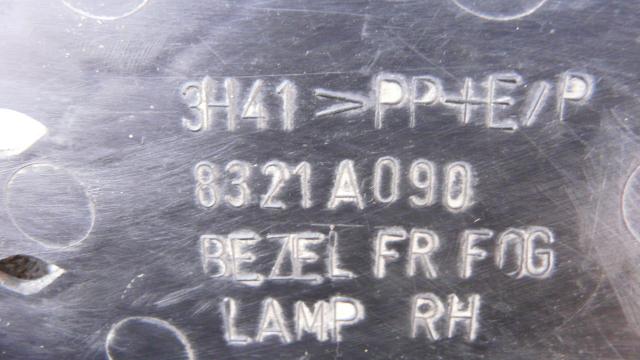 3H41 >PP+E/P
8321A090
BEZEL FR FOG
LAMP RH